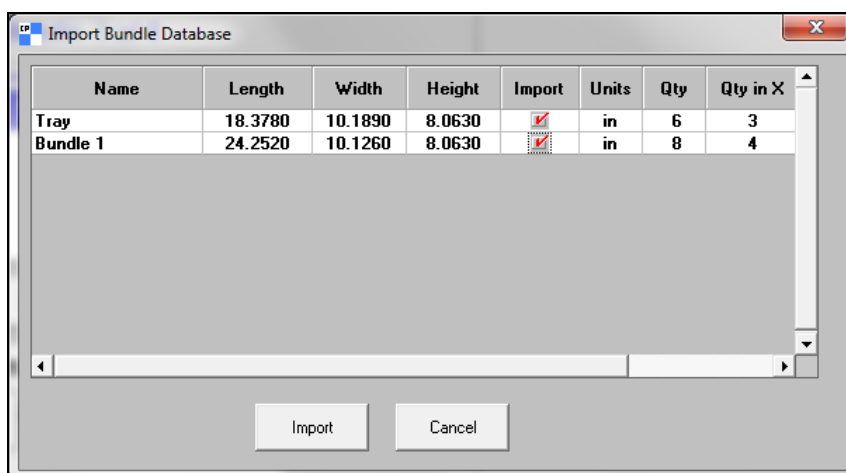 CP Import Bundle Database
Name Length Width Height Import Units Qty Qty in X
Tray 18.3780 10.1890 8.0630 in 6 3
Bundle 1 24.2520 10.1260 8.0630 in 8 4
Import Cancel